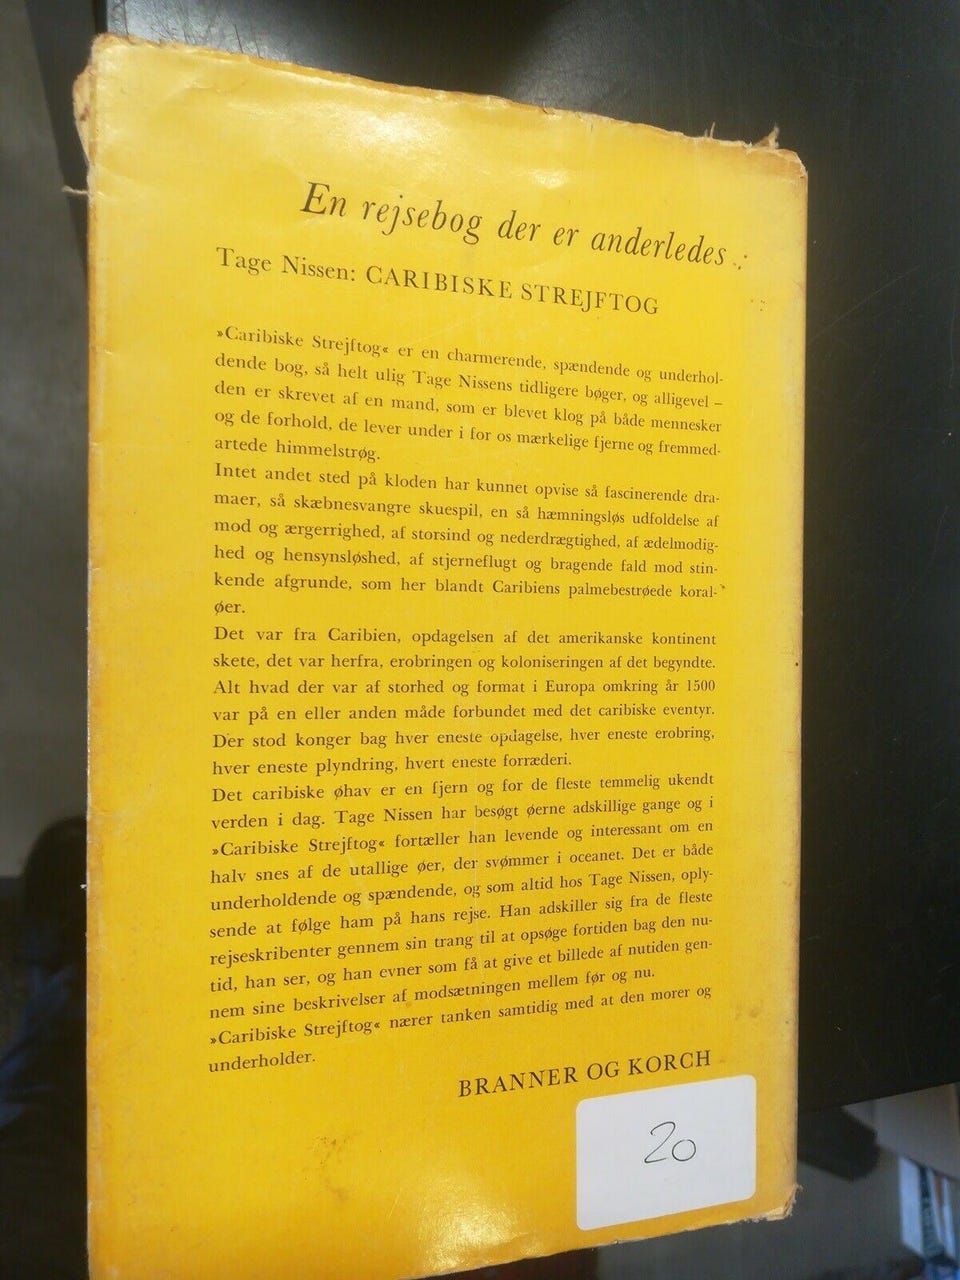 En rejsebog der er anderledes .:
Tage Nissen: CARIBISKE STREJFTOG
»Caribiske Strejftog« er en charmerende, spændende og underhol-
dende bog, så helt ulig Tage Nissens tidligere bøger, og alligevel –
den er skrevet af en mand, som er blevet klog på både mennesker
og de forhold, de lever under i for os mærkelige fjerne og fremmed-
artede himmelstrøg.
Intet andet sted på kloden har kunnet opvise så fascinerende dra-
maer, så skæbnesvangre skuespil, en så hæmningsløs udfoldelse af
mod og ærgerrighed, af storsind og nederdrægtighed, af ædelmodig-
hed og hensynsløshed, af stjerneflugt og bragende fald mod stin-
kende afgrunde, som her blandt Caribiens palmebestrøede koral-
øer.
Det var fra Caribien, opdagelsen af det amerikanske kontinent
skete, det var herfra, erobringen og koloniseringen af det begyndte.
Alt hvad der var af storhed og format i Europa omkring år 1500
var på en eller anden måde forbundet med det caribiske eventyr.
Der stod konger bag hver eneste opdagelse, hver eneste erobring,
hver eneste plyndring, hvert eneste forræderi.
Det caribiske øhav er en fjern og for de fleste temmelig ukendt
verden i dag. Tage Nissen har besøgt øerne adskillige gange og i
»Caribiske Strejftog« fortæller han levende og interessant om en
halv snes af de utallige øer, der svømmer i oceanet. Det er både
underholdende og spændende, og som altid hos Tage Nissen, oply-
sende at følge ham på hans rejse. Han adskiller sig fra de fleste
rejseskribenter gennem sin trang til at opsøge fortiden bag den nu-
tid, han ser, og han evner som få at give et billede af nutiden gen-
nem sine beskrivelser af modsætningen mellem før og nu.
»Caribiske Strejftog« nærer tanken samtidig med at den morer og
underholder.
BRANNER OG KORCH
20